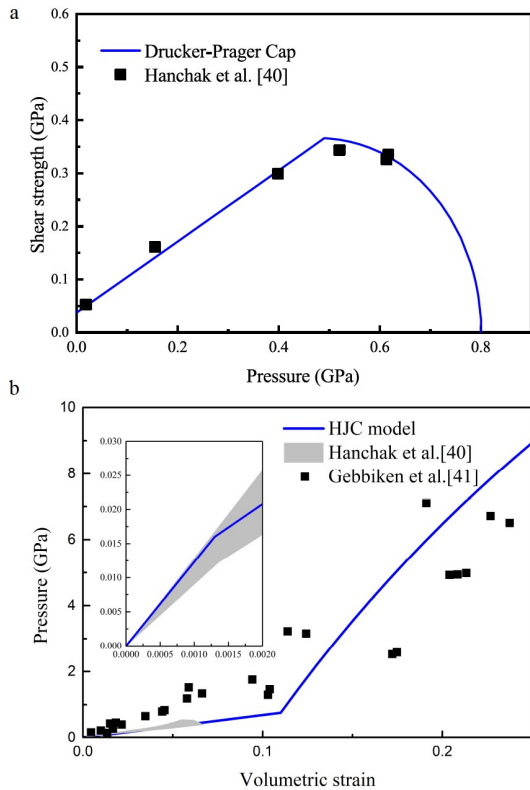 a
0.6
0.5
0.4
0.3
0.2
0.1
0.0
Shear strength (GPa)
Drucker-Prager Cap
Hanchak et al. [40]
0.0 0.2 0.4 0.6 0.8
Pressure (GPa)
b
10
8
6
4
2
0
Pressure (GPa)
HJC model
Hanchak et al.[40]
Gebbiken et al.[41]
0.030
0.025
0.020
0.015
0.010
0.005
0.000
0.0000 0.0005 0.0010 0.0015 0.0020
0.0 0.1 0.2
Volumetric strain